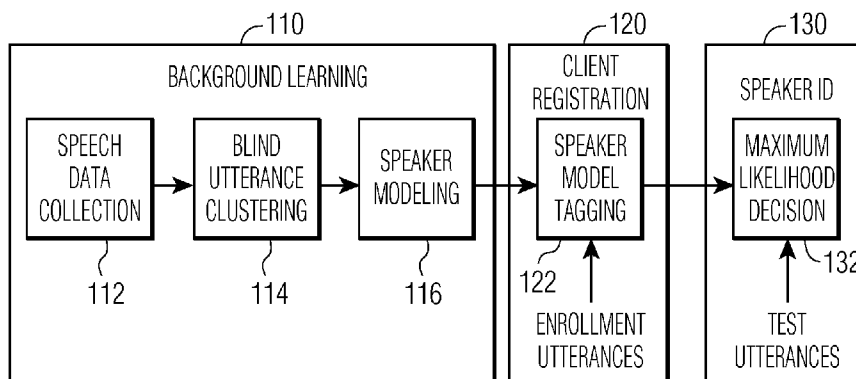 110
120
130
BACKGROUND LEARNING
CLIENT
REGISTRATION
SPEAKER ID
SPEECH
DATA
COLLECTION
BLIND
UTTERANCE
CLUSTERING
SPEAKER
MODELING
SPEAKER
MODEL
TAGGING
MAXIMUM
LIKELIHOOD
DECISION
112
114
116
122
132
ENROLLMENT
UTTERANCES
TEST
UTTERANCES